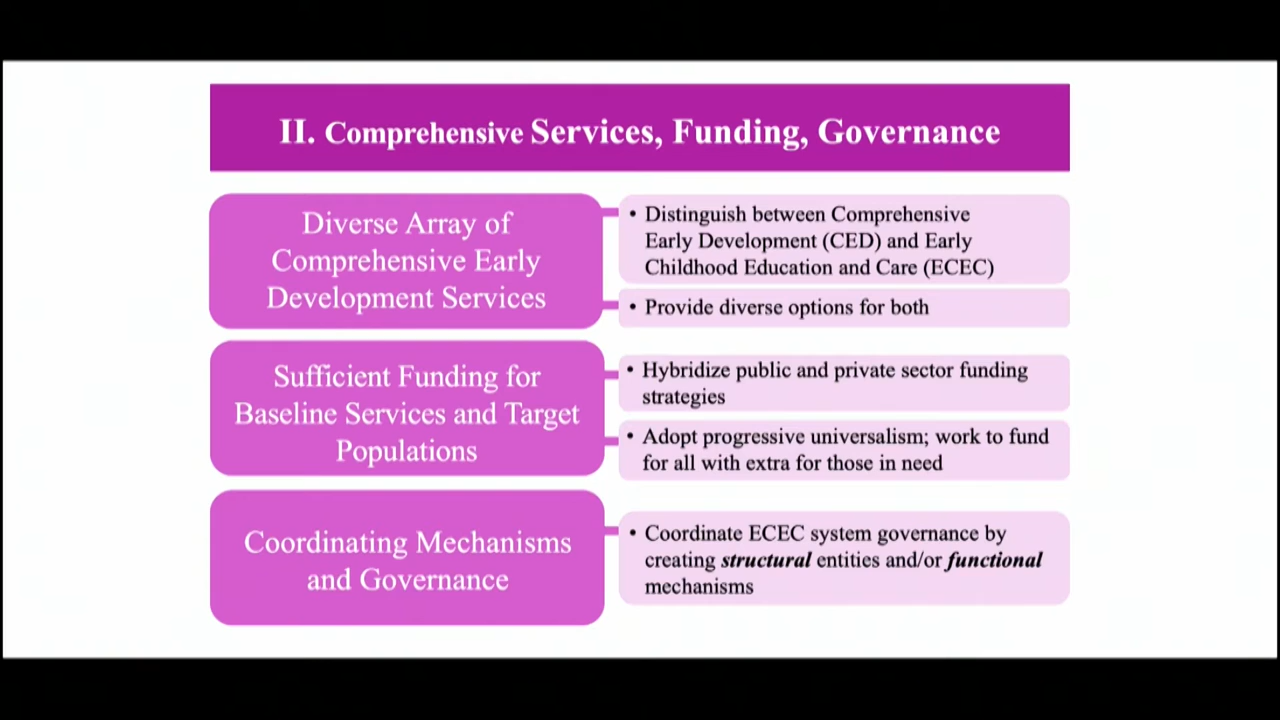 II. Comprehensive Services, Funding, Governance
Diverse Array of
Comprehensive Early
Development Services
• Distinguish between Comprehensive
Early Development (CED) and Early
Childhood Education and Care (ECEC)
• Provide diverse options for both
Sufficient Funding for
Baseline Services and Target
Populations
• Hybridize public and private sector funding
strategies
• Adopt progressive universalism; work to fund
for all with extra for those in need
Coordinating Mechanisms
and Governance
• Coordinate ECEC system governance by
creating structural entities and/or functional
mechanisms